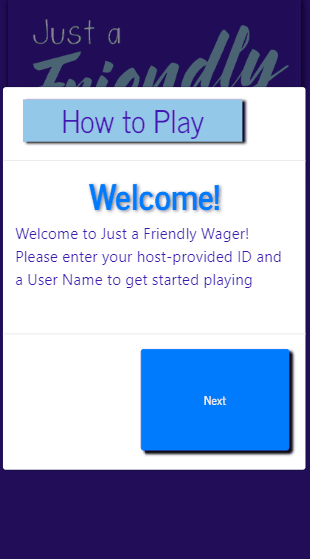 Just a
Friendly
How to Play
Welcome!
Welcome to Just a Friendly Wager!
Please enter your host-provided ID and
a User Name to get started playing
Next